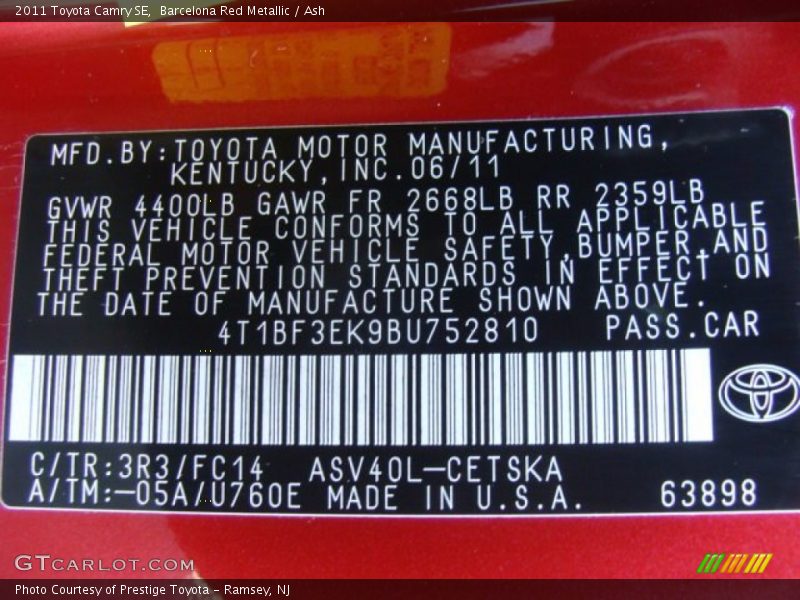 2011 Toyota Camry SE, Barcelona Red Metallic / Ash
MFD.BY:TOYOTA MOTOR MANUFACTURING,
KENTUCKY,INC.06/11
GVWR 4400LB GAWR FR 2668LB RR 2359LB
THIS VEHICLE CONFORMS TO ALL APPLICABLE
FEDERAL MOTOR VEHICLE SAFETY,BUMPER,AND
THEFT PREVENTION STANDARDS IN EFFECT ON
THE DATE OF MANUFACTURE SHOWN ABOVE.
4T1BF3EK9BU752810 PASS.CAR
C/TR:3R3/FC14 ASV40L-CETSKA
A/TM:-05A/U760E MADE IN U.S.A. 63898
GTCARLOT.COM
Photo Courtesy of Prestige Toyota - Ramsey, NJ